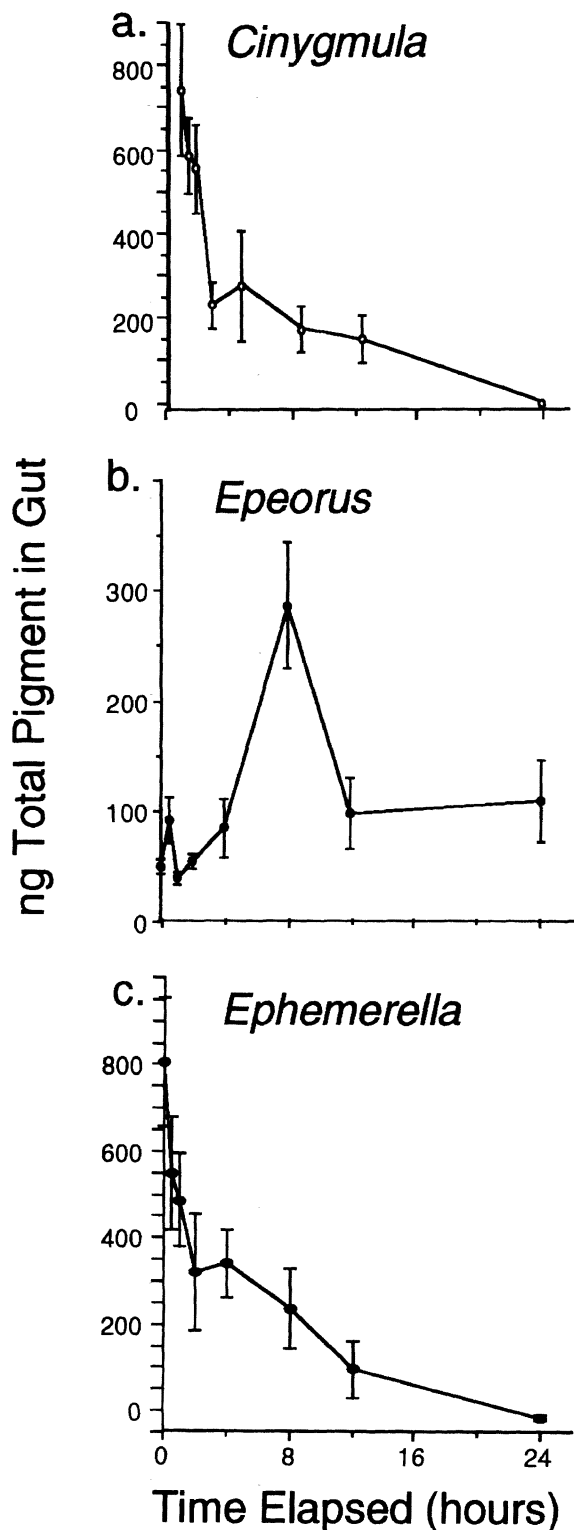 a.
Cinygmula
800
600
400
200
0
ng Total Pigment in Gut
b.
Epeorus
300
200
100
0
c.
Ephemerella
800
600
400
200
0
0 8 16 24
Time Elapsed (hours)